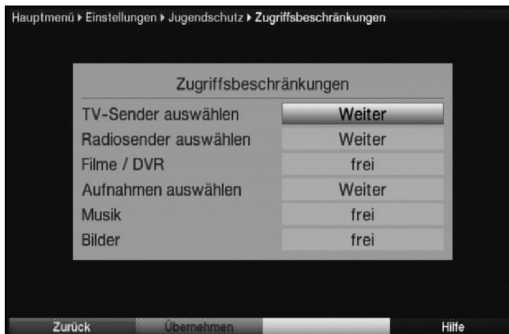 Hauptmenü ▸ Einstellungen ▸ Jugendschutz ▸ Zugriffsbeschränkungen
Zugriffsbeschränkungen
TV-Sender auswählen Weiter
Radiosender auswählen Weiter
Filme / DVR frei
Aufnahmen auswählen Weiter
Musik frei
Bilder frei
Zurück Übernehmen Hilfe